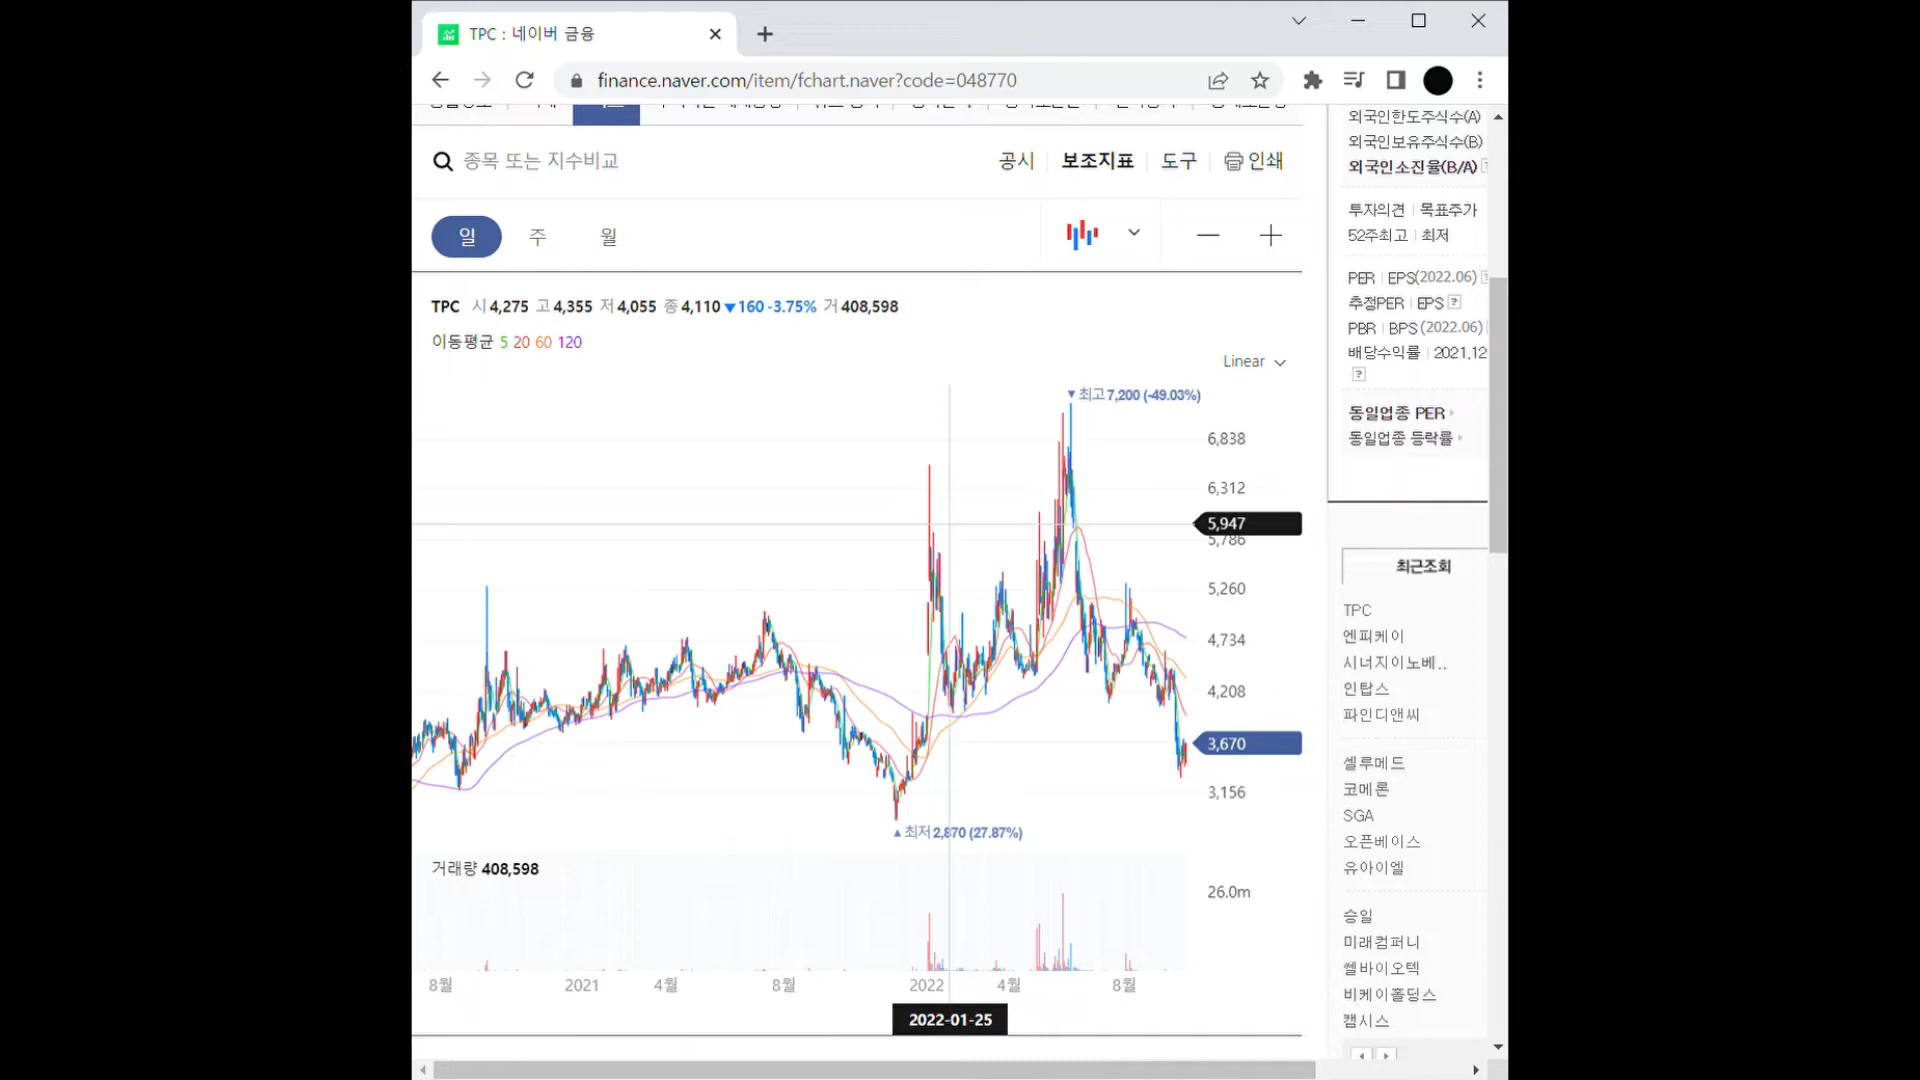 TPC : 네이버 금융
finance.naver.com/item/fchart.naver?code=048770
종목 또는 지수비교
공시 보조지표 도구 인쇄
일 주 월
TPC 시 4,275 고 4,355 저 4,055 종 4,110 ▼160 -3.75% 거 408,598
이동평균 5 20 60 120
Linear
▼최고 7,200 (-49.03%)
6,838
6,312
5,947
5,786
5,260
4,734
4,208
3,670
3,156
▲최저 2,870 (27.87%)
거래량 408,598
26.0m
8월 2021 4월 8월 2022 4월 8월
2022-01-25
외국인한도주식수(A)
외국인보유주식수(B)
외국인소진율(B/A)
투자의견 | 목표주가
52주최고 | 최저
PER | EPS(2022.06)
추정PER | EPS ?
PBR | BPS (2022.06)
배당수익률 | 2021.12
?
동일업종 PER
동일업종 등락률
최근조회
TPC
엔피케이
시너지이노베..
인탑스
파인디앤씨
셀루메드
코메론
SGA
오픈베이스
유아이엘
승일
미래컴퍼니
쎌바이오텍
비케이홀딩스
캠시스